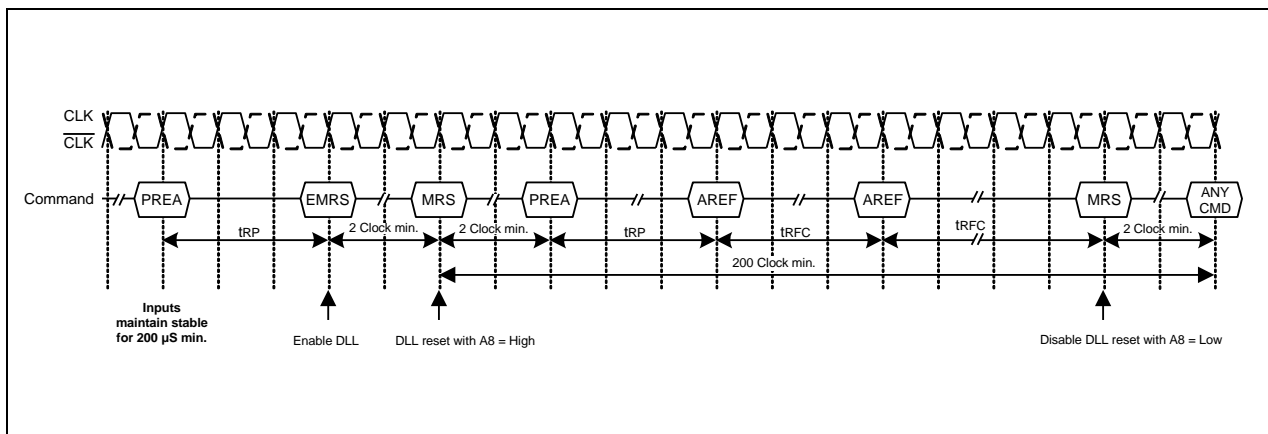 CLK
CLK
Command
PREA
EMRS
MRS
PREA
AREF
AREF
MRS
ANY
CMD
tRP
2 Clock min.
2 Clock min.
tRP
tRFC
tRFC
2 Clock min.
200 Clock min.
Inputs
maintain stable
for 200 µS min.
Enable DLL
DLL reset with A8 = High
Disable DLL reset with A8 = Low